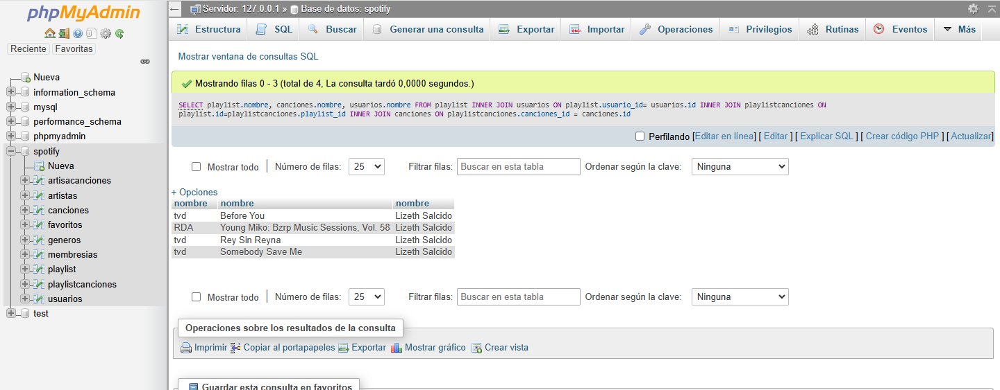 phpMyAdmin
Reciente Favoritas
Nueva
information_schema
mysql
performance_schema
phpmyadmin
spotify
Nueva
artisacanciones
artistas
canciones
favoritos
generos
membresias
playlist
playlistcanciones
usuarios
test
Servidor: 127.0.0.1 » Base de datos: spotify
Estructura SQL Buscar Generar una consulta Exportar Importar Operaciones Privilegios Rutinas Eventos Más
Mostrar ventana de consultas SQL
Mostrando filas 0 - 3 (total de 4, La consulta tardó 0,0000 segundos.)
SELECT playlist.nombre, canciones.nombre, usuarios.nombre FROM playlist INNER JOIN usuarios ON playlist.usuario_id= usuarios.id INNER JOIN playlistcanciones ON
playlist.id=playlistcanciones.playlist_id INNER JOIN canciones ON playlistcanciones.canciones_id = canciones.id
Perfilando [Editar en línea] [ Editar ] [ Explicar SQL ] [ Crear código PHP ] [ Actualizar]
Mostrar todo | Número de filas: 25 Filtrar filas: Buscar en esta tabla Ordenar según la clave: Ninguna
+ Opciones
nombre nombre nombre
tvd Before You Lizeth Salcido
RDA Young Miko: Bzrp Music Sessions, Vol. 58 Lizeth Salcido
tvd Rey Sin Reyna Lizeth Salcido
tvd Somebody Save Me Lizeth Salcido
Mostrar todo | Número de filas: 25 Filtrar filas: Buscar en esta tabla Ordenar según la clave: Ninguna
Operaciones sobre los resultados de la consulta
Imprimir Copiar al portapapeles Exportar Mostrar gráfico Crear vista
Guardar esta consulta en favoritos